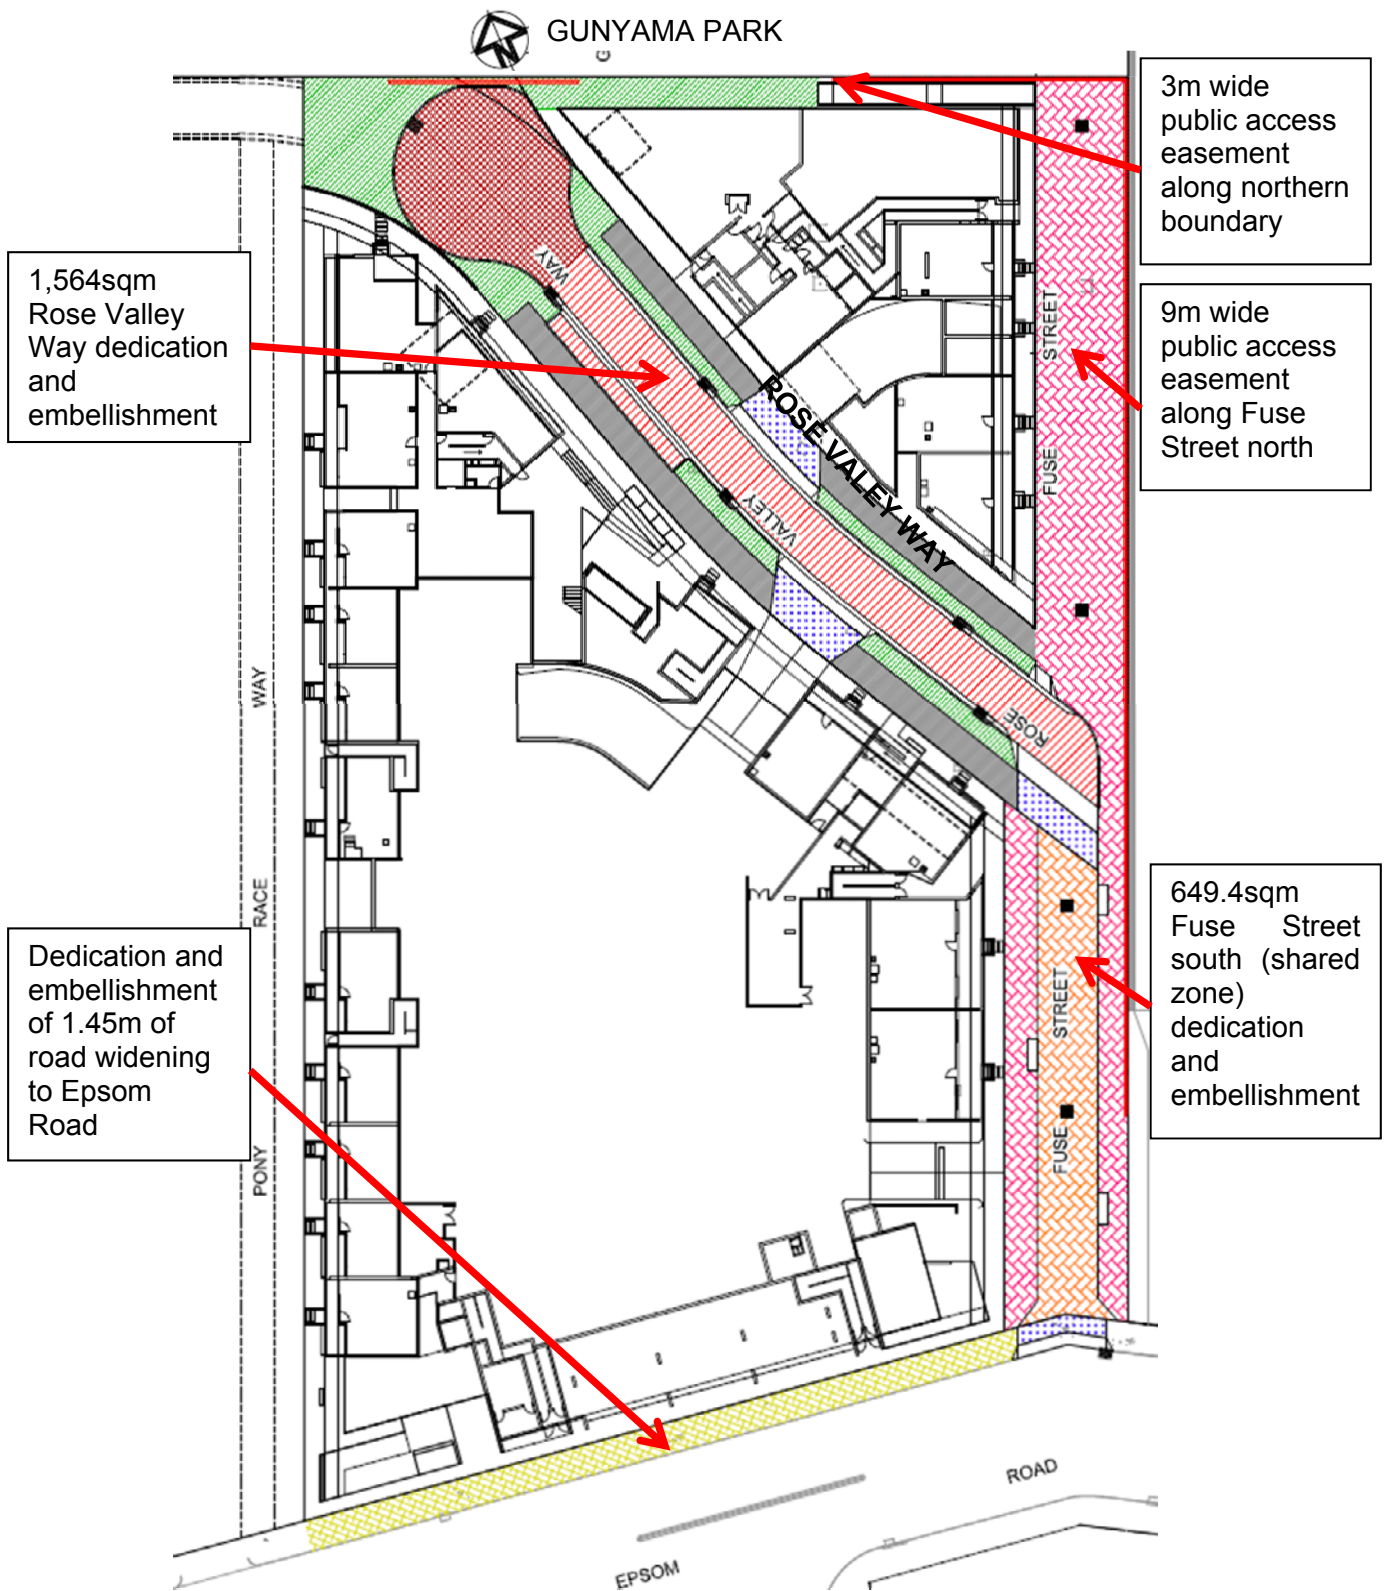 GUNYAMA PARK
G
N
3m wide
public access
easement
along northern
boundary
1,564sqm
Rose Valley
Way dedication
and
embellishment
9m wide
public access
easement
along Fuse
Street north
WAY
VALLEY
ROSE
ROSE VALEY WAY
STREET
FUSE
649.4sqm
Fuse Street
south (shared
zone)
dedication
and
embellishment
STREET
FUSE
WAY
RACE
PONY
Dedication and
embellishment
of 1.45m of
road widening
to Epsom
Road
ROAD
EPSOM